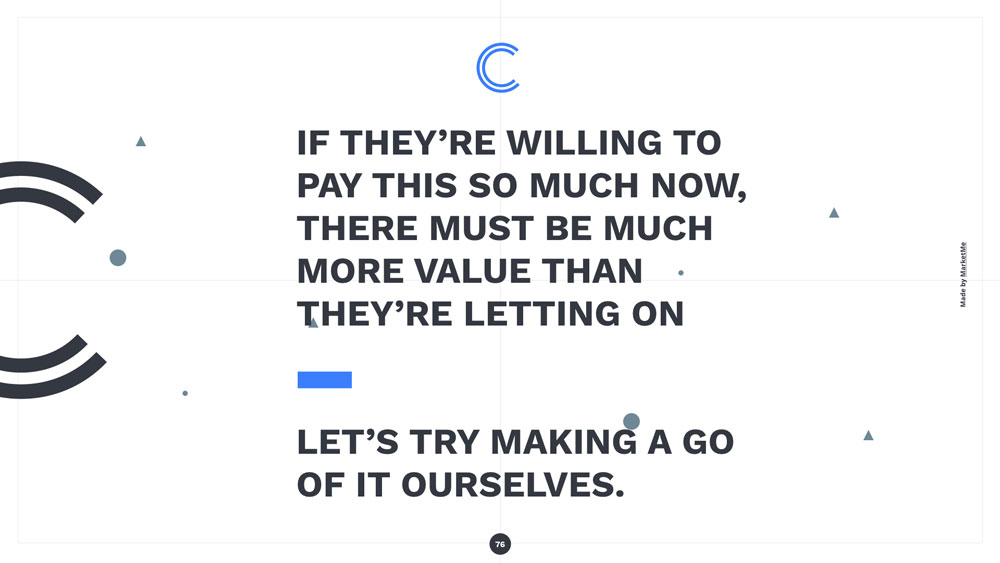 IF THEY’RE WILLING TO
PAY THIS SO MUCH NOW,
THERE MUST BE MUCH
MORE VALUE THAN
THEY’RE LETTING ON
LET’S TRY MAKING A GO
OF IT OURSELVES.
Made by MarketMe
76